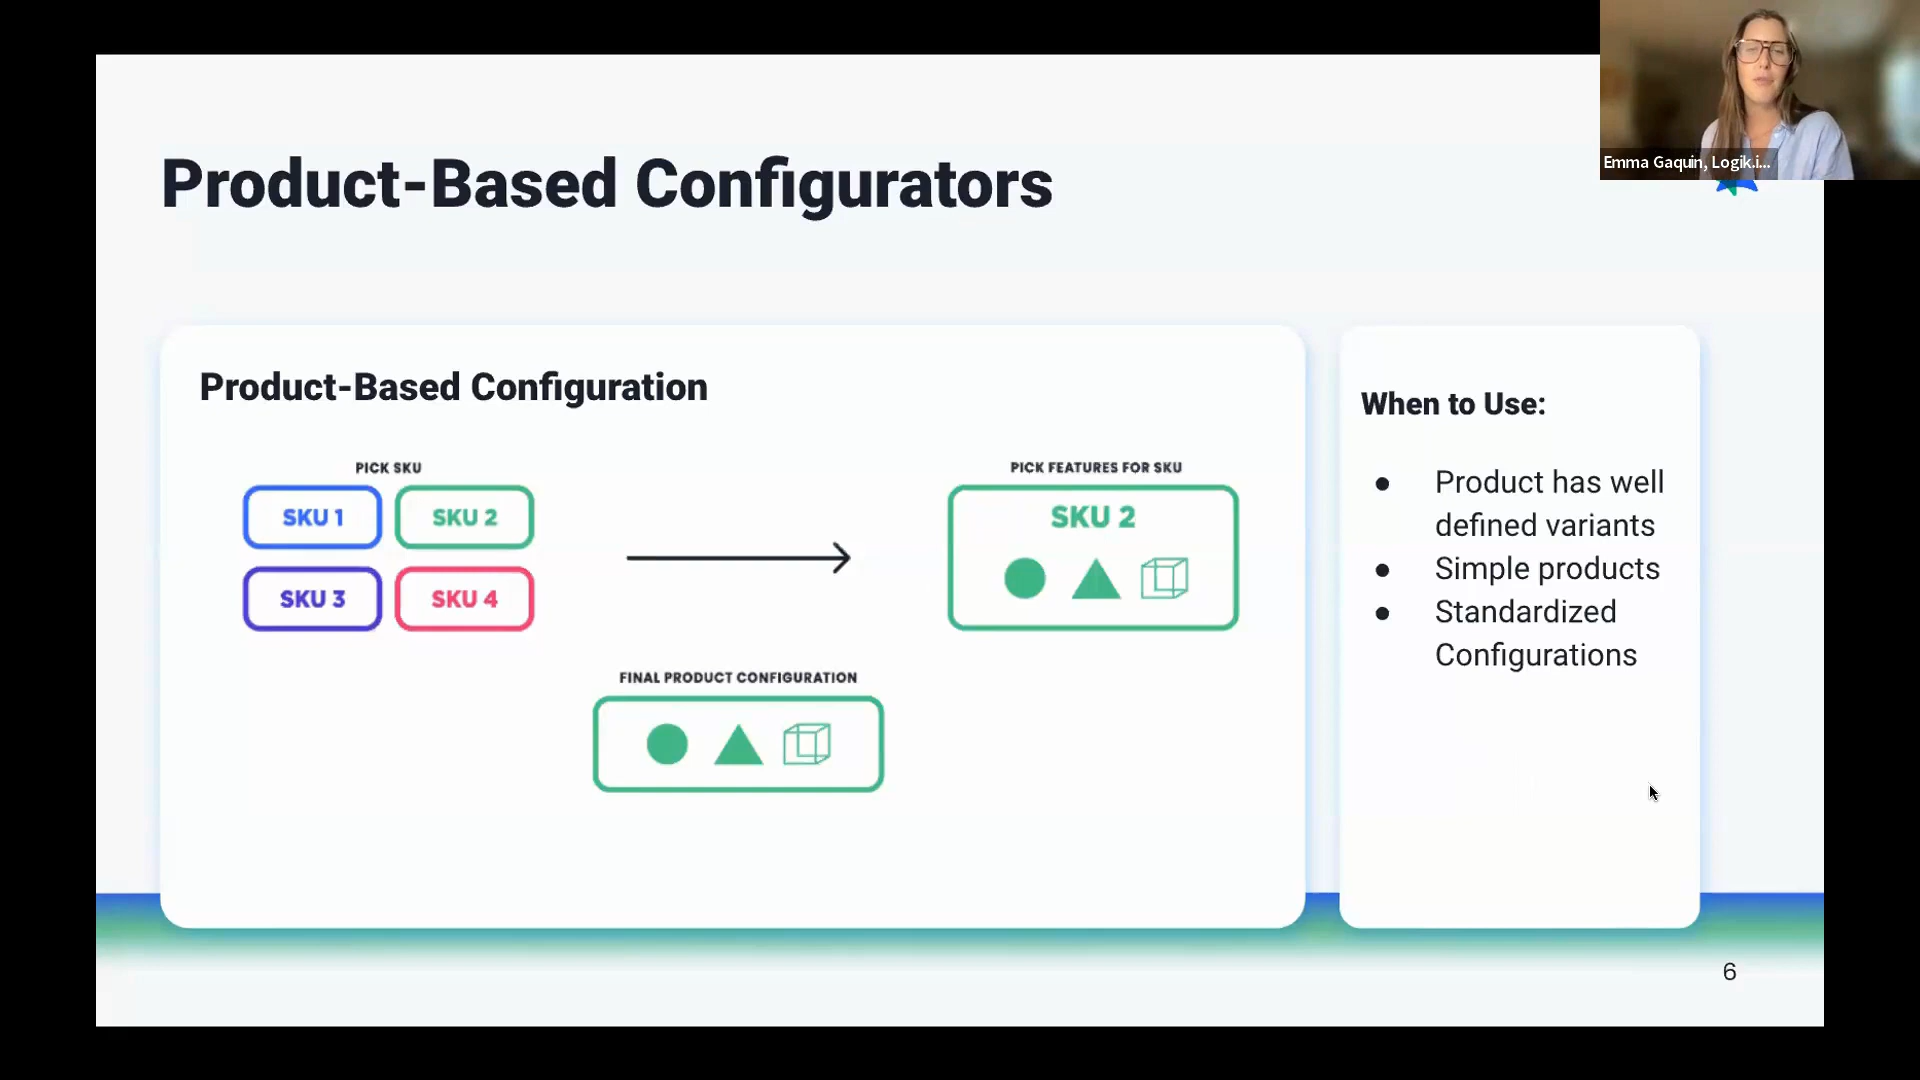 Emma Gaquin, Logik.i...
Product-Based Configurators
Product-Based Configuration
PICK SKU
SKU 1
SKU 2
SKU 3
SKU 4
PICK FEATURES FOR SKU
SKU 2
FINAL PRODUCT CONFIGURATION
When to Use:
● Product has well
defined variants
● Simple products
● Standardized
Configurations
6